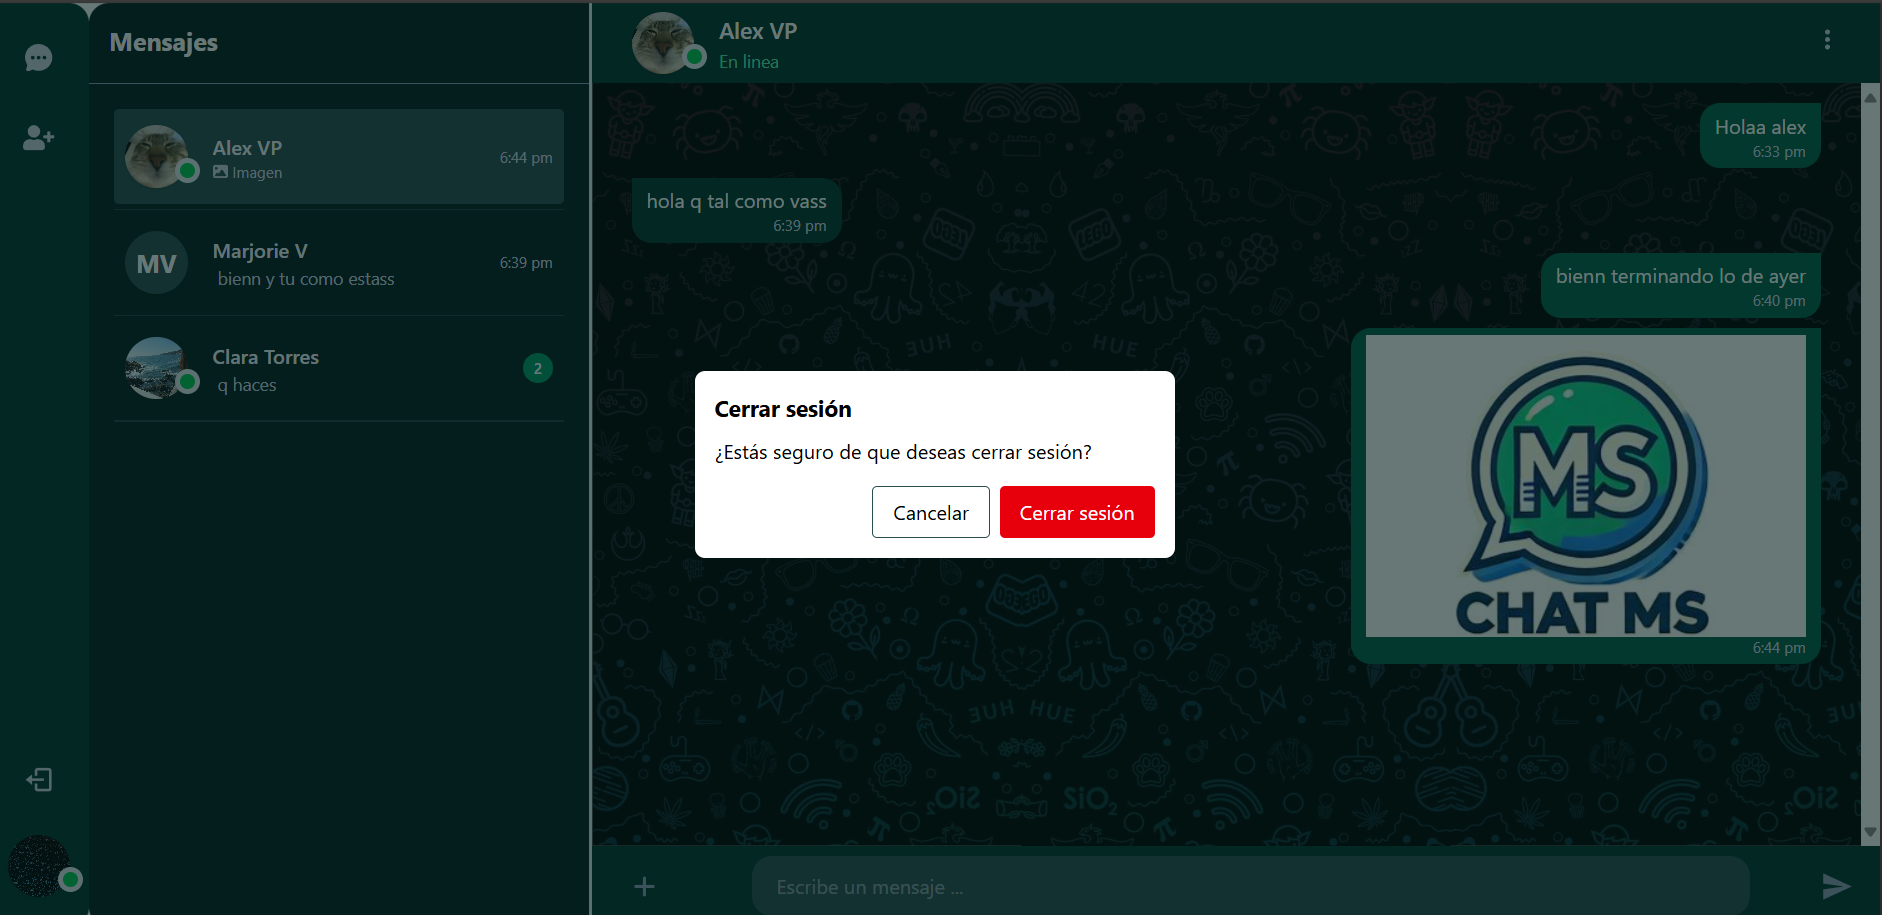 Mensajes
Alex VP
Imagen
6:44 pm
MV
Marjorie V
bienn y tu como estass
6:39 pm
Clara Torres
q haces
2
Alex VP
En linea
Holaa alex
6:33 pm
hola q tal como vass
6:39 pm
bienn terminando lo de ayer
6:40 pm
MS
CHAT MS
6:44 pm
HUE
HUE
SiO₂
Cerrar sesión
¿Estás seguro de que deseas cerrar sesión?
Cancelar
Cerrar sesión
Escribe un mensaje ...